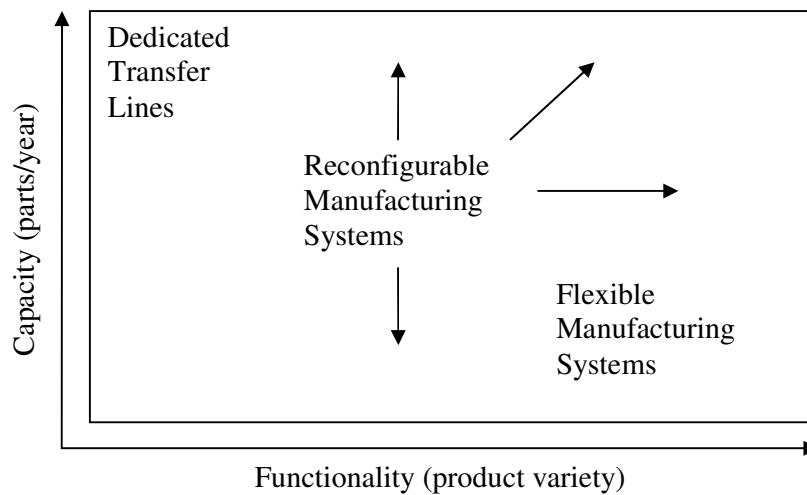 Dedicated
Transfer
Lines
Reconfigurable
Manufacturing
Systems
Flexible
Manufacturing
Systems
Capacity (parts/year)
Functionality (product variety)